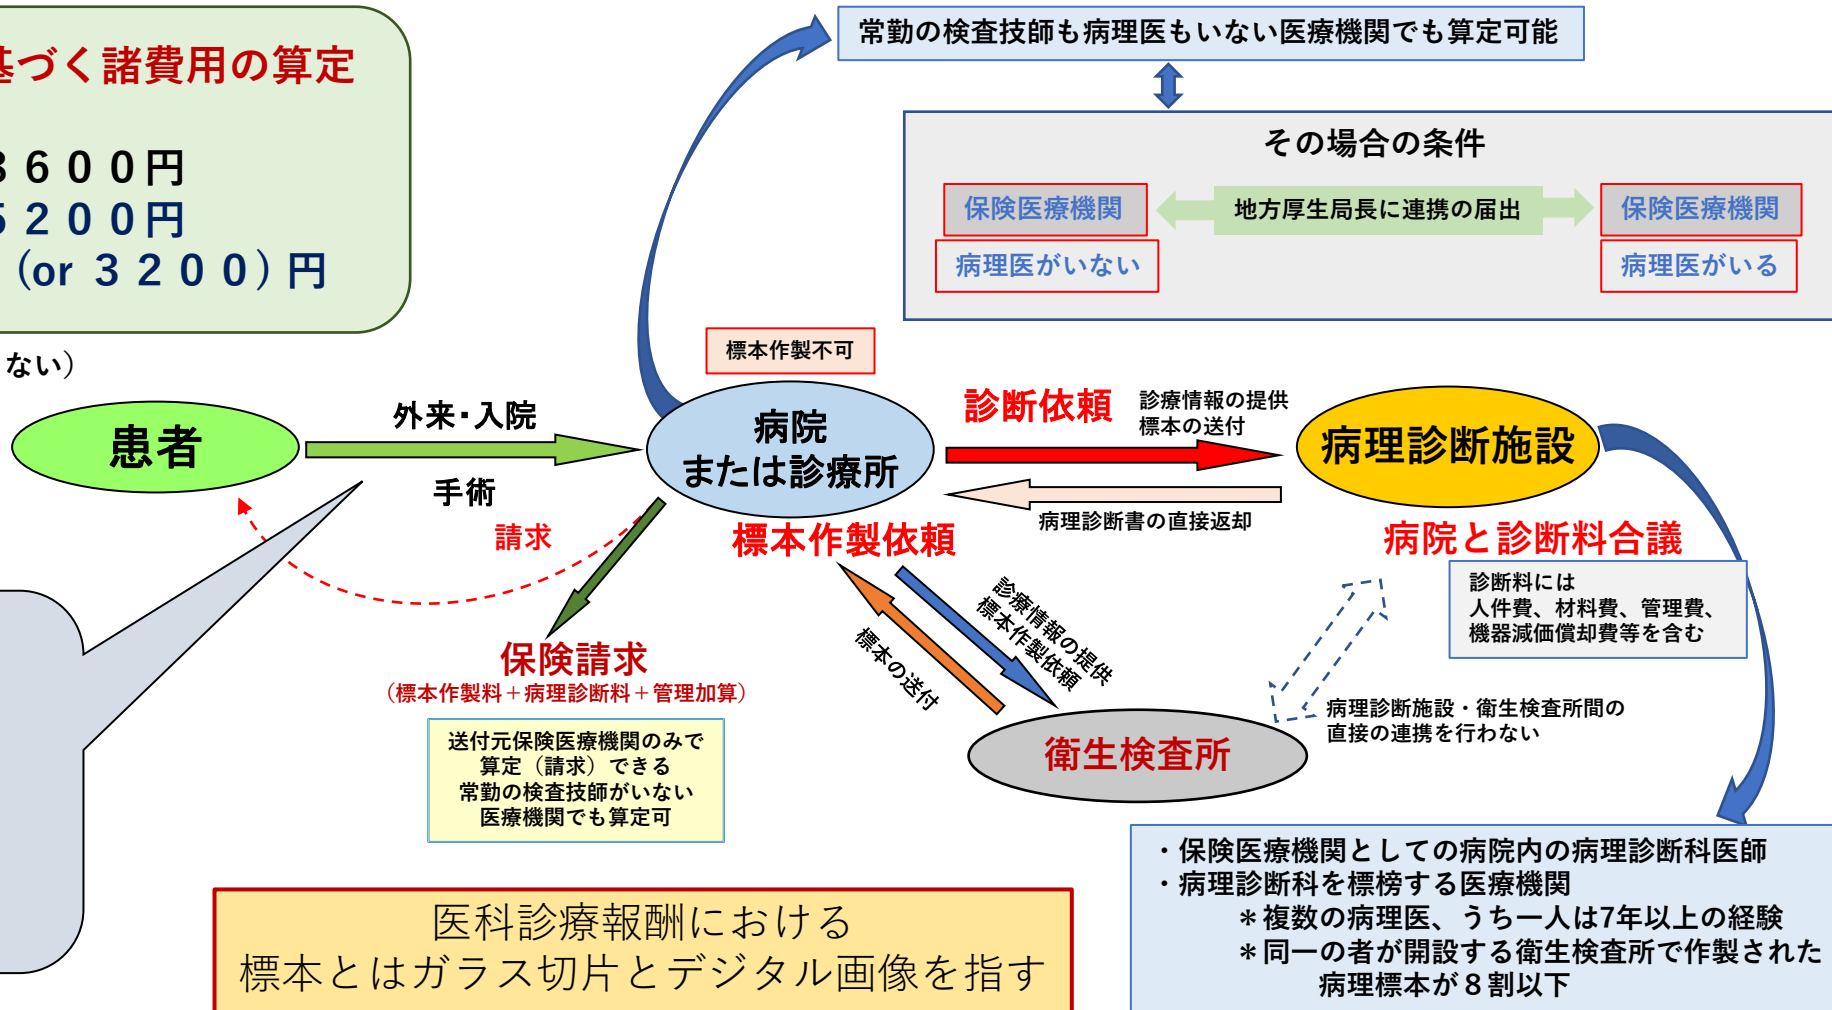 常勤の検査技師も病理医もいない医療機関でも算定可能
基づく諸費用の算定
３６００円
５２００円
(or ３２００) 円
ない）
その場合の条件
保険医療機関
地方厚生局長に連携の届出
保険医療機関
病理医がいない
病理医がいる
標本作製不可
患者
外来・入院
手術
病院
または診療所
診断依頼
診療情報の提供
標本の送付
病理診断施設
病理診断書の直接返却
請求
標本作製依頼
病院と診断料合議
診断料には
人件費、材料費、管理費、
機器減価償却費等を含む
診療情報の提供
標本作製依頼
標本の送付
保険請求
（標本作製料＋病理診断料＋管理加算）
送付元保険医療機関のみで
算定（請求）できる
常勤の検査技師がいない
医療機関でも算定可
衛生検査所
病理診断施設・衛生検査所間の
直接の連携を行わない
・保険医療機関としての病院内の病理診断科医師
・病理診断科を標榜する医療機関
＊複数の病理医、うち一人は7年以上の経験
＊同一の者が開設する衛生検査所で作製された
病理標本が８割以下
医科診療報酬における
標本とはガラス切片とデジタル画像を指す